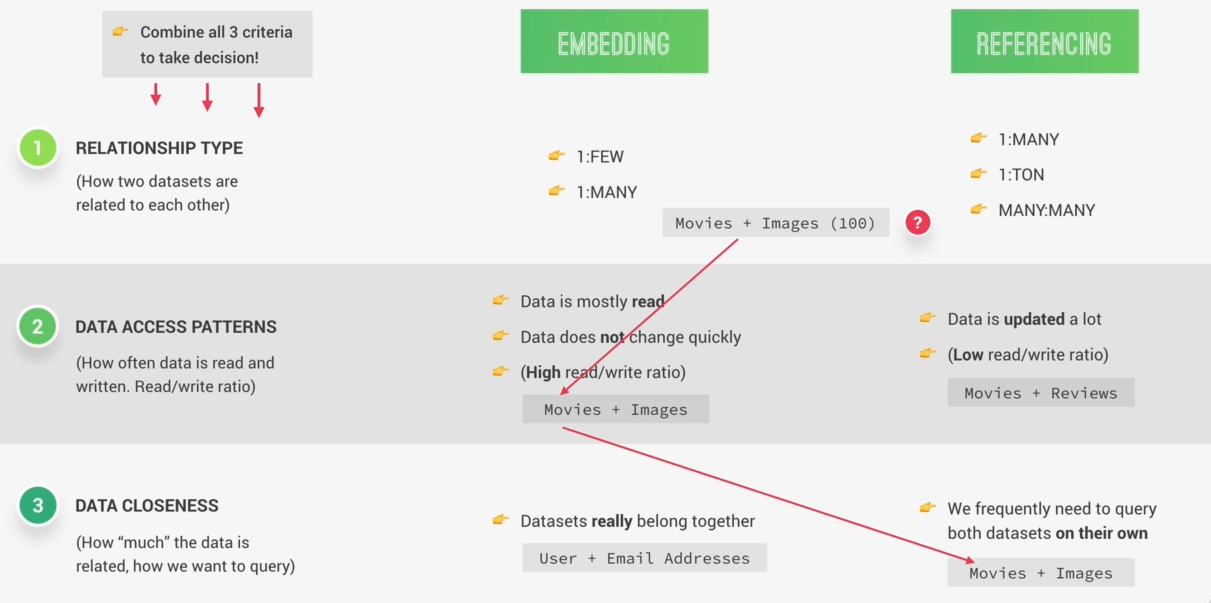 Combine all 3 criteria
to take decision!
EMBEDDING
REFERENCING
1
RELATIONSHIP TYPE
(How two datasets are
related to each other)
1:FEW
1:MANY
Movies + Images (100)
?
1:MANY
1:TON
MANY:MANY
2
DATA ACCESS PATTERNS
(How often data is read and
written. Read/write ratio)
Data is mostly read
Data does not change quickly
(High read/write ratio)
Movies + Images
Data is updated a lot
(Low read/write ratio)
Movies + Reviews
3
DATA CLOSENESS
(How “much” the data is
related, how we want to query)
Datasets really belong together
User + Email Addresses
We frequently need to query
both datasets on their own
Movies + Images